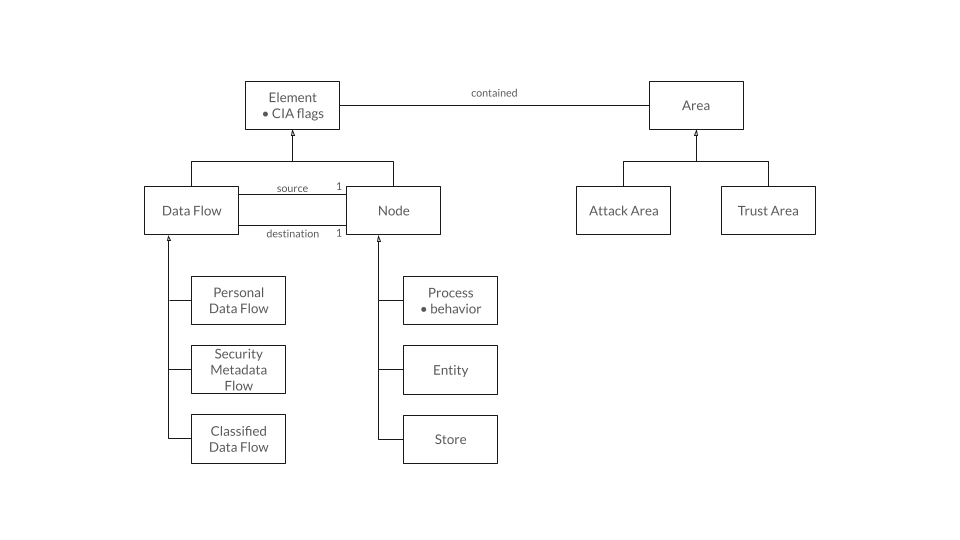 contained
Element
• CIA flags
Area
source
1
Data Flow
Node
Attack Area
Trust Area
destination
1
Personal
Data Flow
Process
• behavior
Security
Metadata
Flow
Entity
Classified
Data Flow
Store